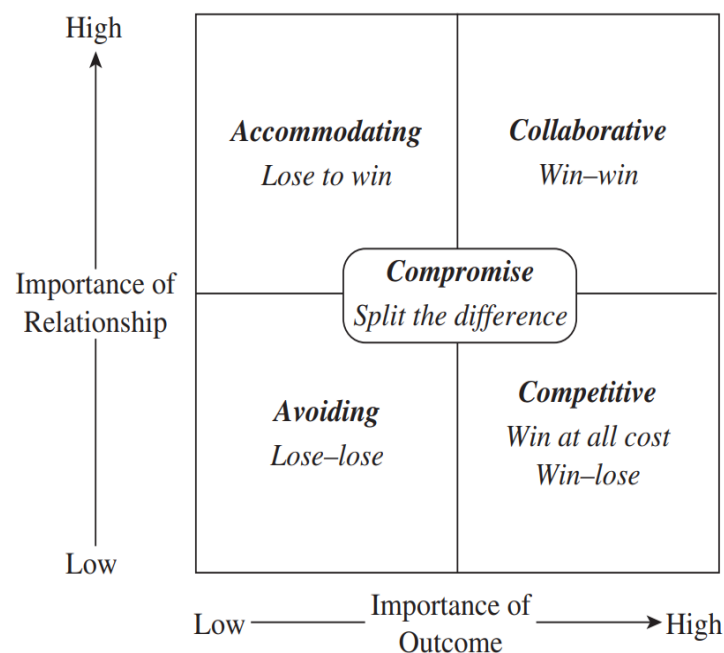 High
Accommodating
Lose to win
Collaborative
Win–win
Importance of
Relationship
Compromise
Split the difference
Avoiding
Lose–lose
Competitive
Win at all cost
Win–lose
Low
Low
Importance of
Outcome
High